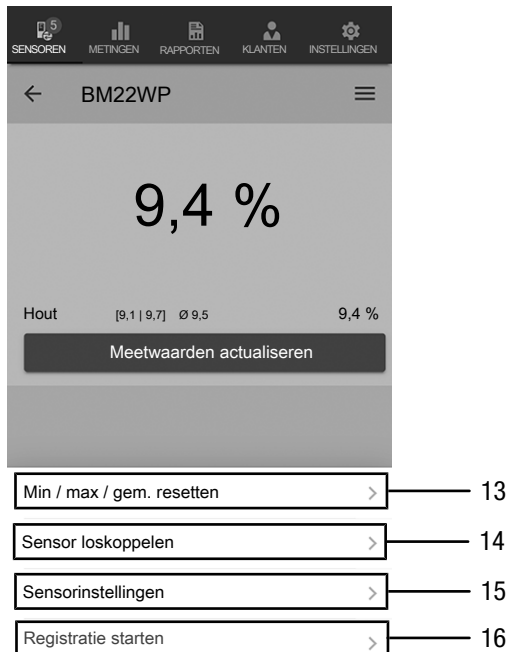 5
SENSOREN METINGEN RAPPORTEN KLANTEN INSTELLINGEN
BM22WP
9,4 %
Hout [9,1 | 9,7] Ø 9,5 9,4 %
Meetwaarden actualiseren
Min / max / gem. resetten 13
Sensor loskoppelen 14
Sensorinstellingen 15
Registratie starten 16